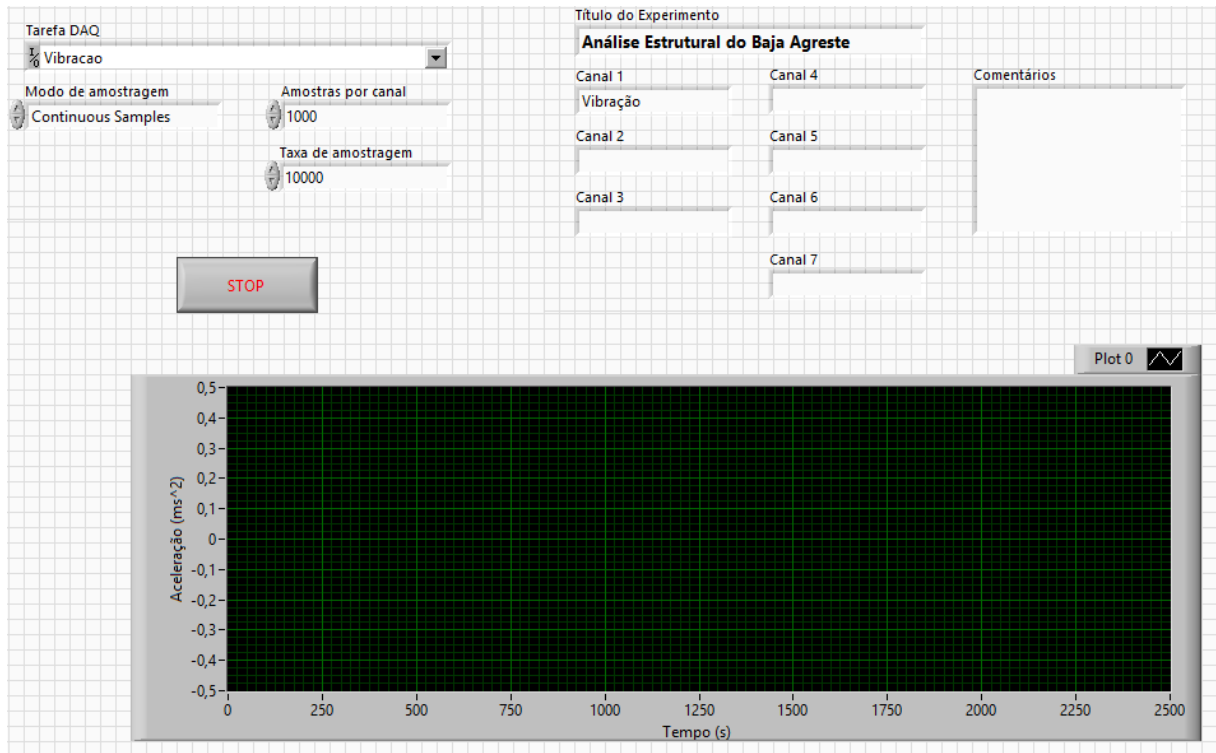 Tarefa DAQ
Vibracao
Modo de amostragem
Continuous Samples
Amostras por canal
1000
Taxa de amostragem
10000
STOP
Título do Experimento
Análise Estrutural do Baja Agreste
Canal 1
Vibração
Canal 2
Canal 3
Canal 4
Canal 5
Canal 6
Canal 7
Comentários
Plot 0
Aceleração (ms^2)
0,5
0,4
0,3
0,2
0,1
0
-0,1
-0,2
-0,3
-0,4
-0,5
0 250 500 750 1000 1250 1500 1750 2000 2250 2500
Tempo (s)